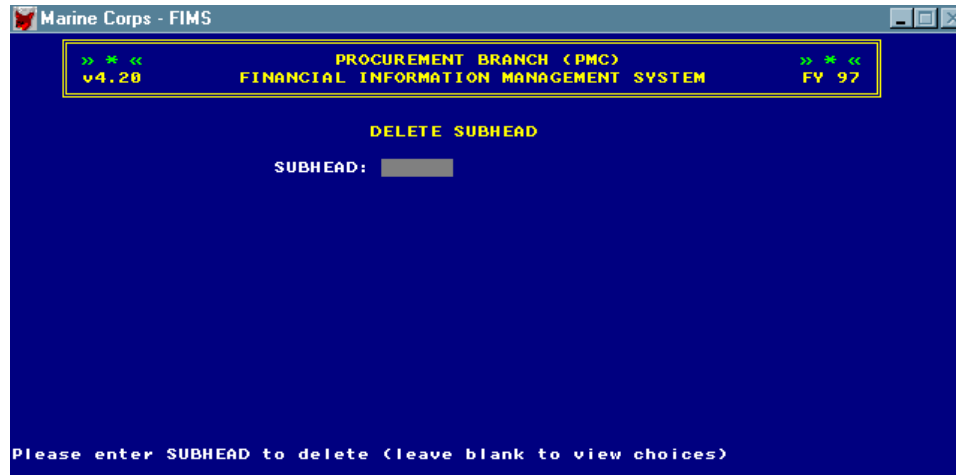 Marine Corps - FIMS
» * « PROCUREMENT BRANCH (PMC) » * «
v4.20 FINANCIAL INFORMATION MANAGEMENT SYSTEM FY 97
DELETE SUBHEAD
SUBHEAD:
Please enter SUBHEAD to delete (leave blank to view choices)